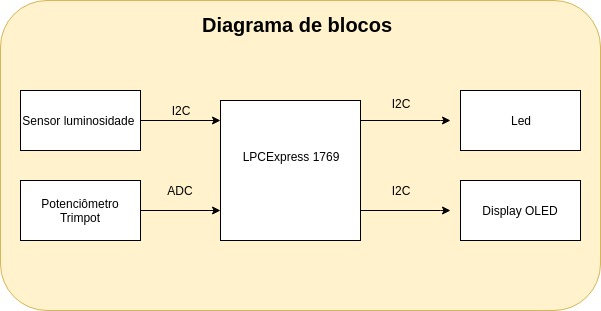 Diagrama de blocos
Sensor luminosidade
I2C
LPCExpress 1769
I2C
Led
Potenciômetro
Trimpot
ADC
I2C
Display OLED